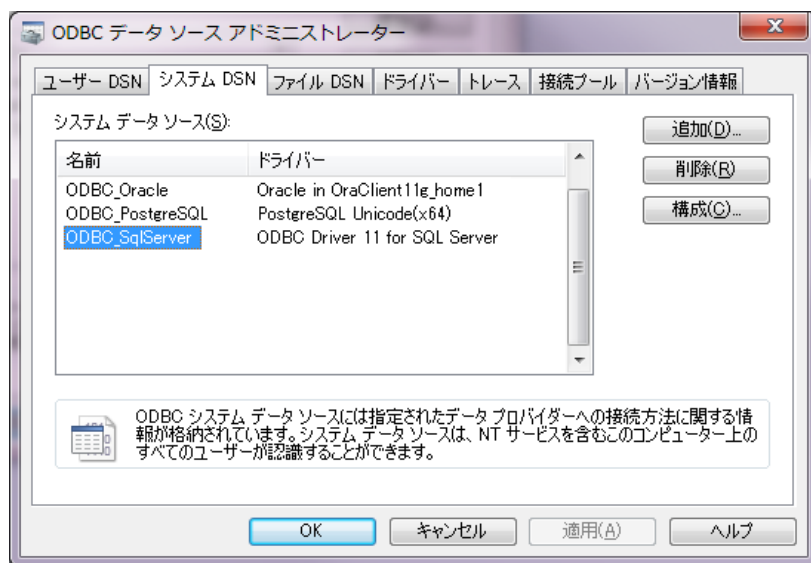 ODBC データ ソース アドミニストレーター
ユーザー DSN システム DSN ファイル DSN ドライバー トレース 接続プール バージョン情報
システム データ ソース(S):
名前 ドライバー
ODBC_Oracle Oracle in OraClient11g_home1
ODBC_PostgreSQL PostgreSQL Unicode(x64)
ODBC_SqlServer ODBC Driver 11 for SQL Server
追加(D)...
削除(R)
構成(C)...
ODBC システム データ ソースには指定されたデータ プロバイダーへの接続方法に関する情
報が格納されています。システム データ ソースは、NT サービスを含むこのコンピューター上の
すべてのユーザーが認識することができます。
OK キャンセル 適用(A) ヘルプ